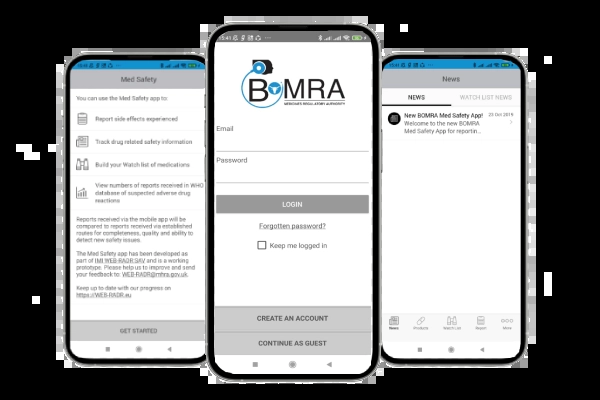 Med Safety
You can use the Med Safety app to:
Report side effects experienced
Track drug related safety information
Build your Watch list of medications
View numbers of reports received in WHO
database of suspected adverse drug
reactions
Reports received via the mobile app will be
compared to reports received via established
routes for completeness, quality and ability to
detect new safety issues.
The Med Safety app has been developed as
part of IMI WEB-RADR SAV and is a working
prototype. Please help us to improve and send
your feedback to: WEB-RADR@mhra.gov.uk.
Keep up to date with our progress on
https://WEB-RADR.eu
GET STARTED
15:41
BOMRA
MEDICINES REGULATORY AUTHORITY
Email
Password
LOGIN
Forgotten password?
Keep me logged in
CREATE AN ACCOUNT
CONTINUE AS GUEST
News
NEWS WATCH LIST NEWS
New BOMRA Med Safety App! 23 Oct 2019
Welcome to the new BOMRA
Med Safety App for reportin...
News Products Watch List Report More